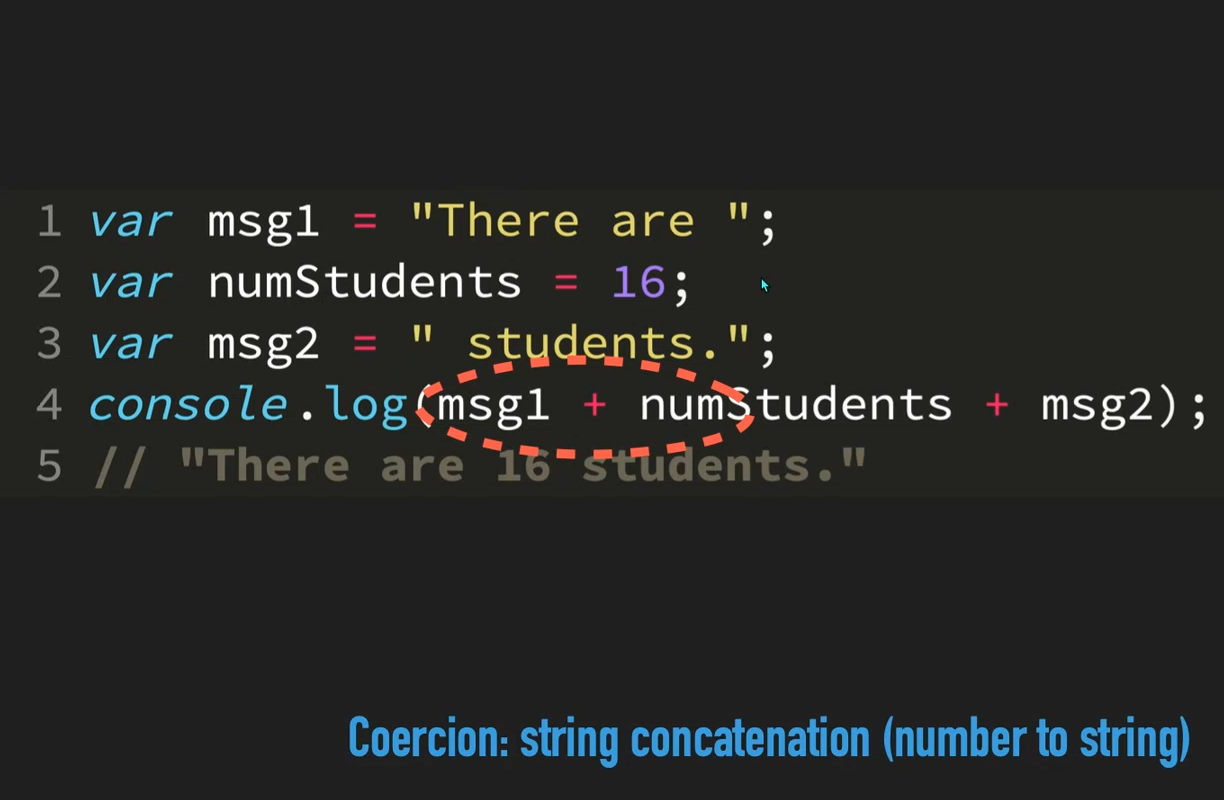 1 var msg1 = "There are ";
2 var numStudents = 16;
3 var msg2 = " students.";
4 console.log(msg1 + numStudents + msg2);
5 // "There are 16 students."
Coercion: string concatenation (number to string)